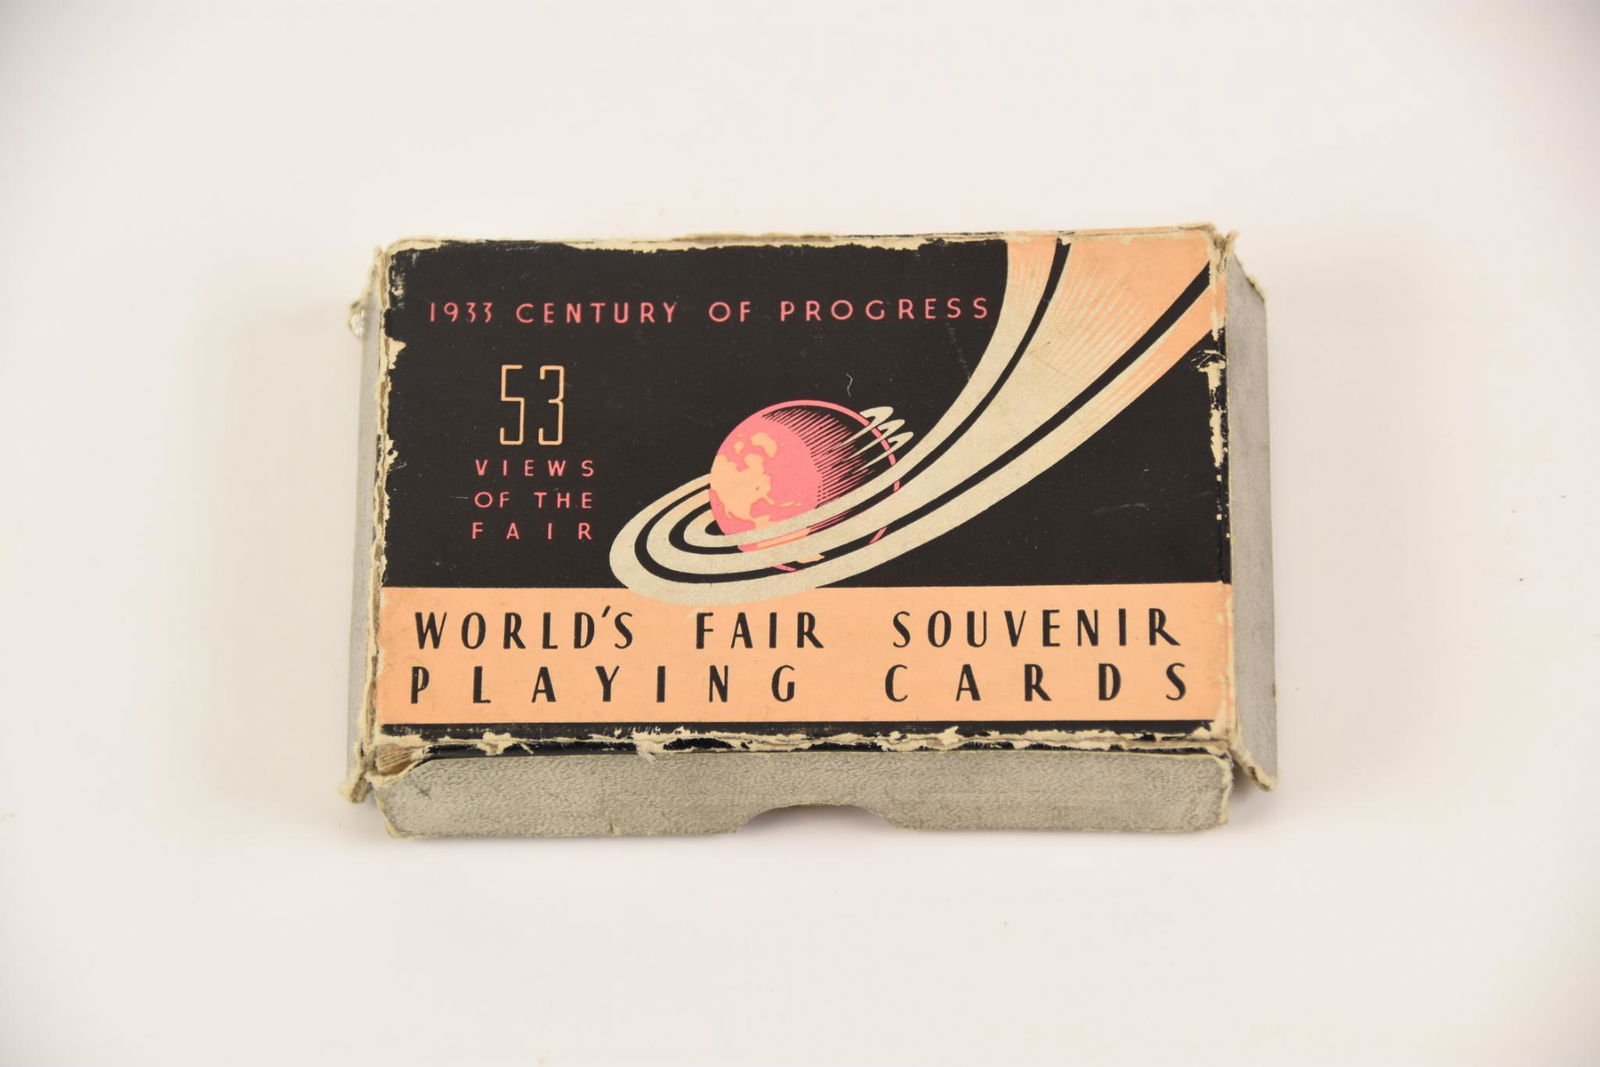 1933 CENTURY OF PROGRESS
53
VIEWS
OF THE
FAIR
WORLD'S FAIR SOUVENIR
PLAYING CARDS